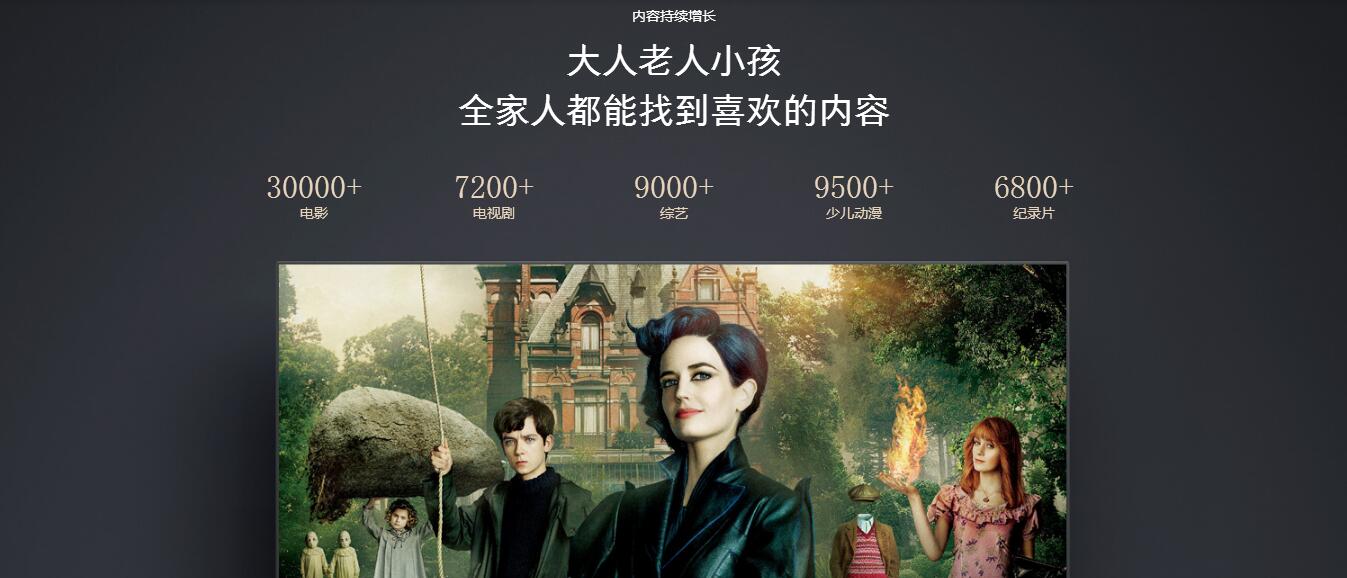 内容持续增长
大人老人小孩
全家人都能找到喜欢的内容
30000+ 7200+ 9000+ 9500+ 6800+
电影 电视剧 综艺 少儿动漫 纪录片